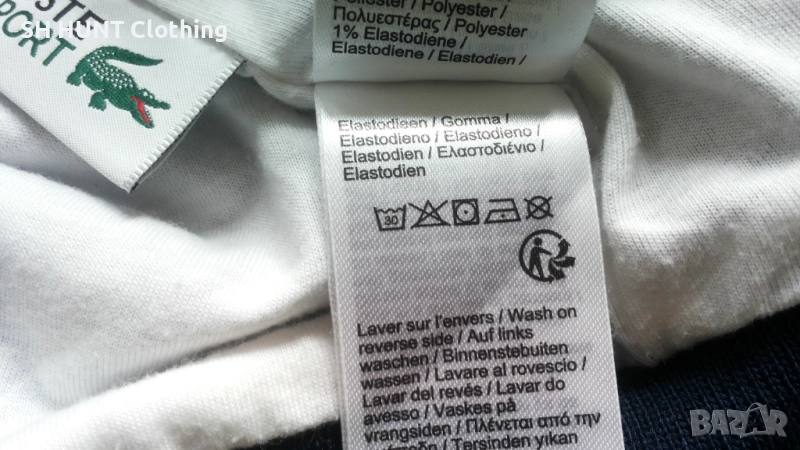 SH HUNT Clothing
PORT
Polyester / Polyester /
Πολυεστέρας / Polyester
1% Elastodiene /
Elastodiene / Elastodien /
Elastodieen / Gomma /
Elastodieno / Elastodieno /
Elastodien / Ελαστοδιένιο /
Elastodien
30
Laver sur l'envers / Wash on
reverse side / Auf links
waschen / Binnenstebuiten
wassen / Lavare al rovescio /
Lavar del revés / Lavar do
avesso / Vaskes på
vrangsiden / Πλένεται από την
/ Tersinden yikan
BAZAR